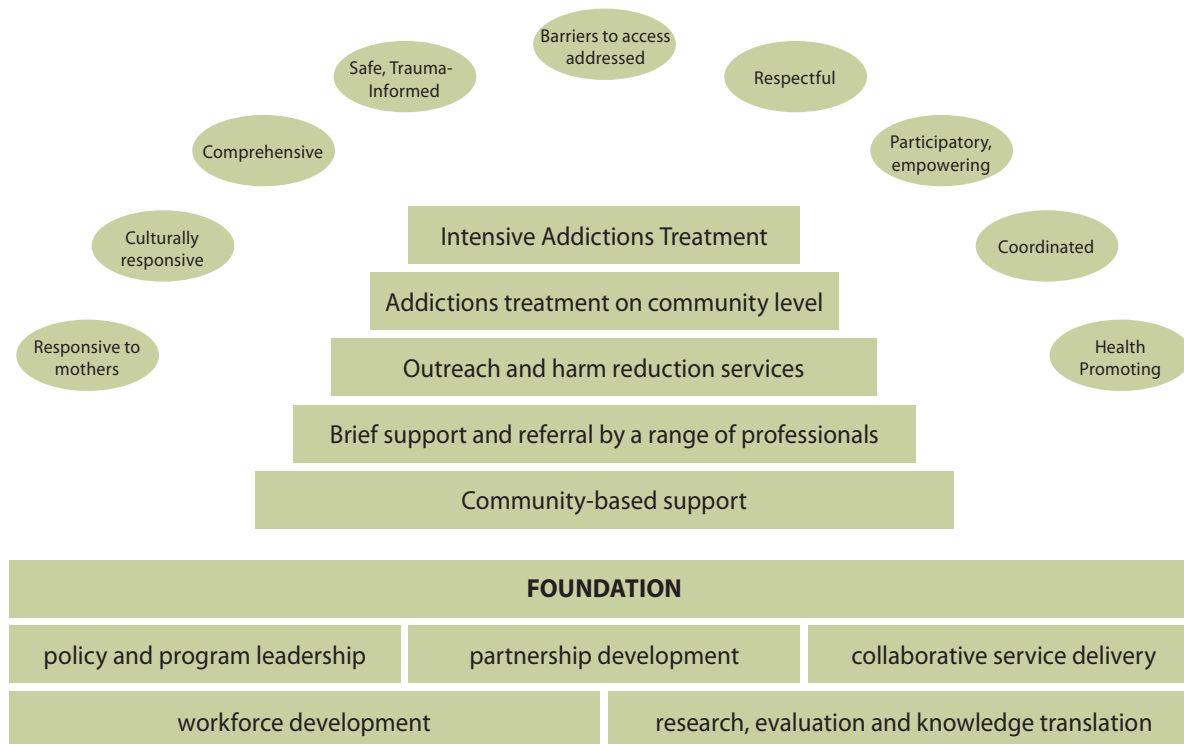 Barriers to access
addressed
Safe, Trauma-
Informed
Respectful
Comprehensive
Participatory,
empowering
Culturally
responsive
Coordinated
Responsive to
mothers
Health
Promoting
Intensive Addictions Treatment
Addictions treatment on community level
Outreach and harm reduction services
Brief support and referral by a range of professionals
Community-based support
FOUNDATION
policy and program leadership
partnership development
collaborative service delivery
workforce development
research, evaluation and knowledge translation